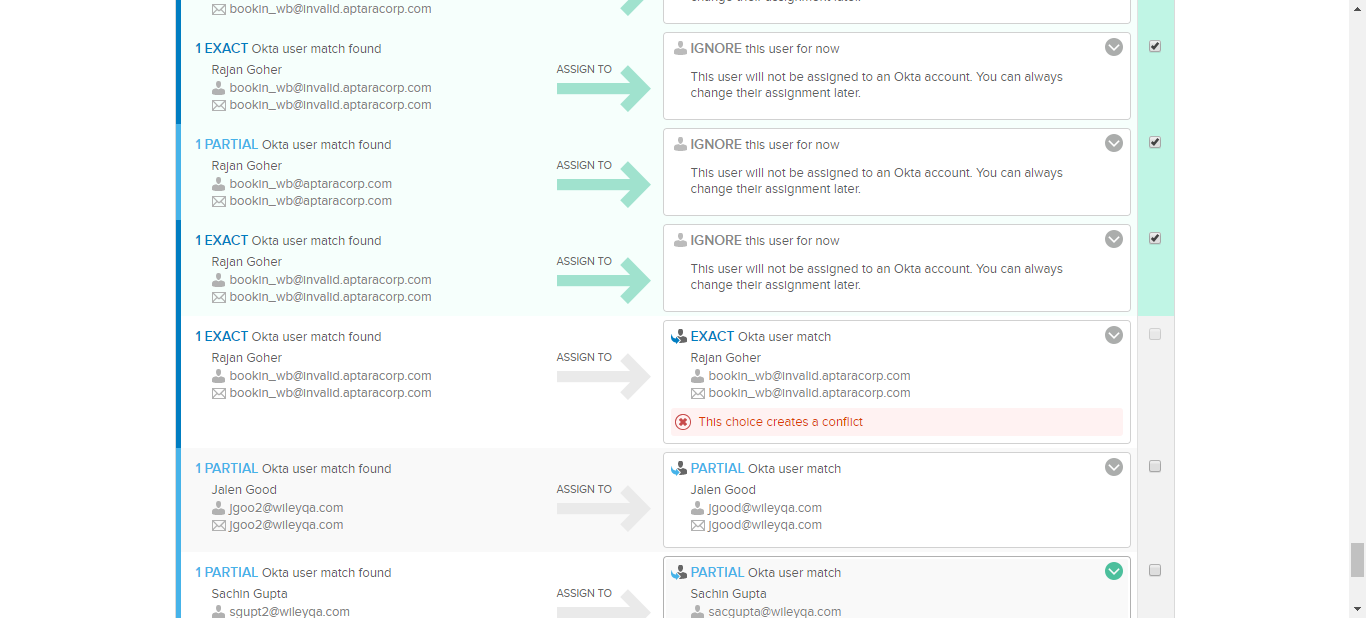 bookin_wb@invalid.aptaracorp.com
change their assignment later.
1 EXACT Okta user match found
Rajan Goher
bookin_wb@invalid.aptaracorp.com
bookin_wb@invalid.aptaracorp.com
ASSIGN TO
IGNORE this user for now
This user will not be assigned to an Okta account. You can always
change their assignment later.
1 PARTIAL Okta user match found
Rajan Goher
bookin_wb@aptaracorp.com
bookin_wb@aptaracorp.com
ASSIGN TO
IGNORE this user for now
This user will not be assigned to an Okta account. You can always
change their assignment later.
1 EXACT Okta user match found
Rajan Goher
bookin_wb@invalid.aptaracorp.com
bookin_wb@invalid.aptaracorp.com
ASSIGN TO
IGNORE this user for now
This user will not be assigned to an Okta account. You can always
change their assignment later.
1 EXACT Okta user match found
Rajan Goher
bookin_wb@invalid.aptaracorp.com
bookin_wb@invalid.aptaracorp.com
ASSIGN TO
EXACT Okta user match
Rajan Goher
bookin_wb@invalid.aptaracorp.com
bookin_wb@invalid.aptaracorp.com
This choice creates a conflict
1 PARTIAL Okta user match found
Jalen Good
jgoo2@wileyqa.com
jgoo2@wileyqa.com
ASSIGN TO
PARTIAL Okta user match
Jalen Good
jgood@wileyqa.com
jgood@wileyqa.com
1 PARTIAL Okta user match found
Sachin Gupta
sgupt2@wileyqa.com
ASSIGN TO
PARTIAL Okta user match
Sachin Gupta
sacgupta@wileyqa.com